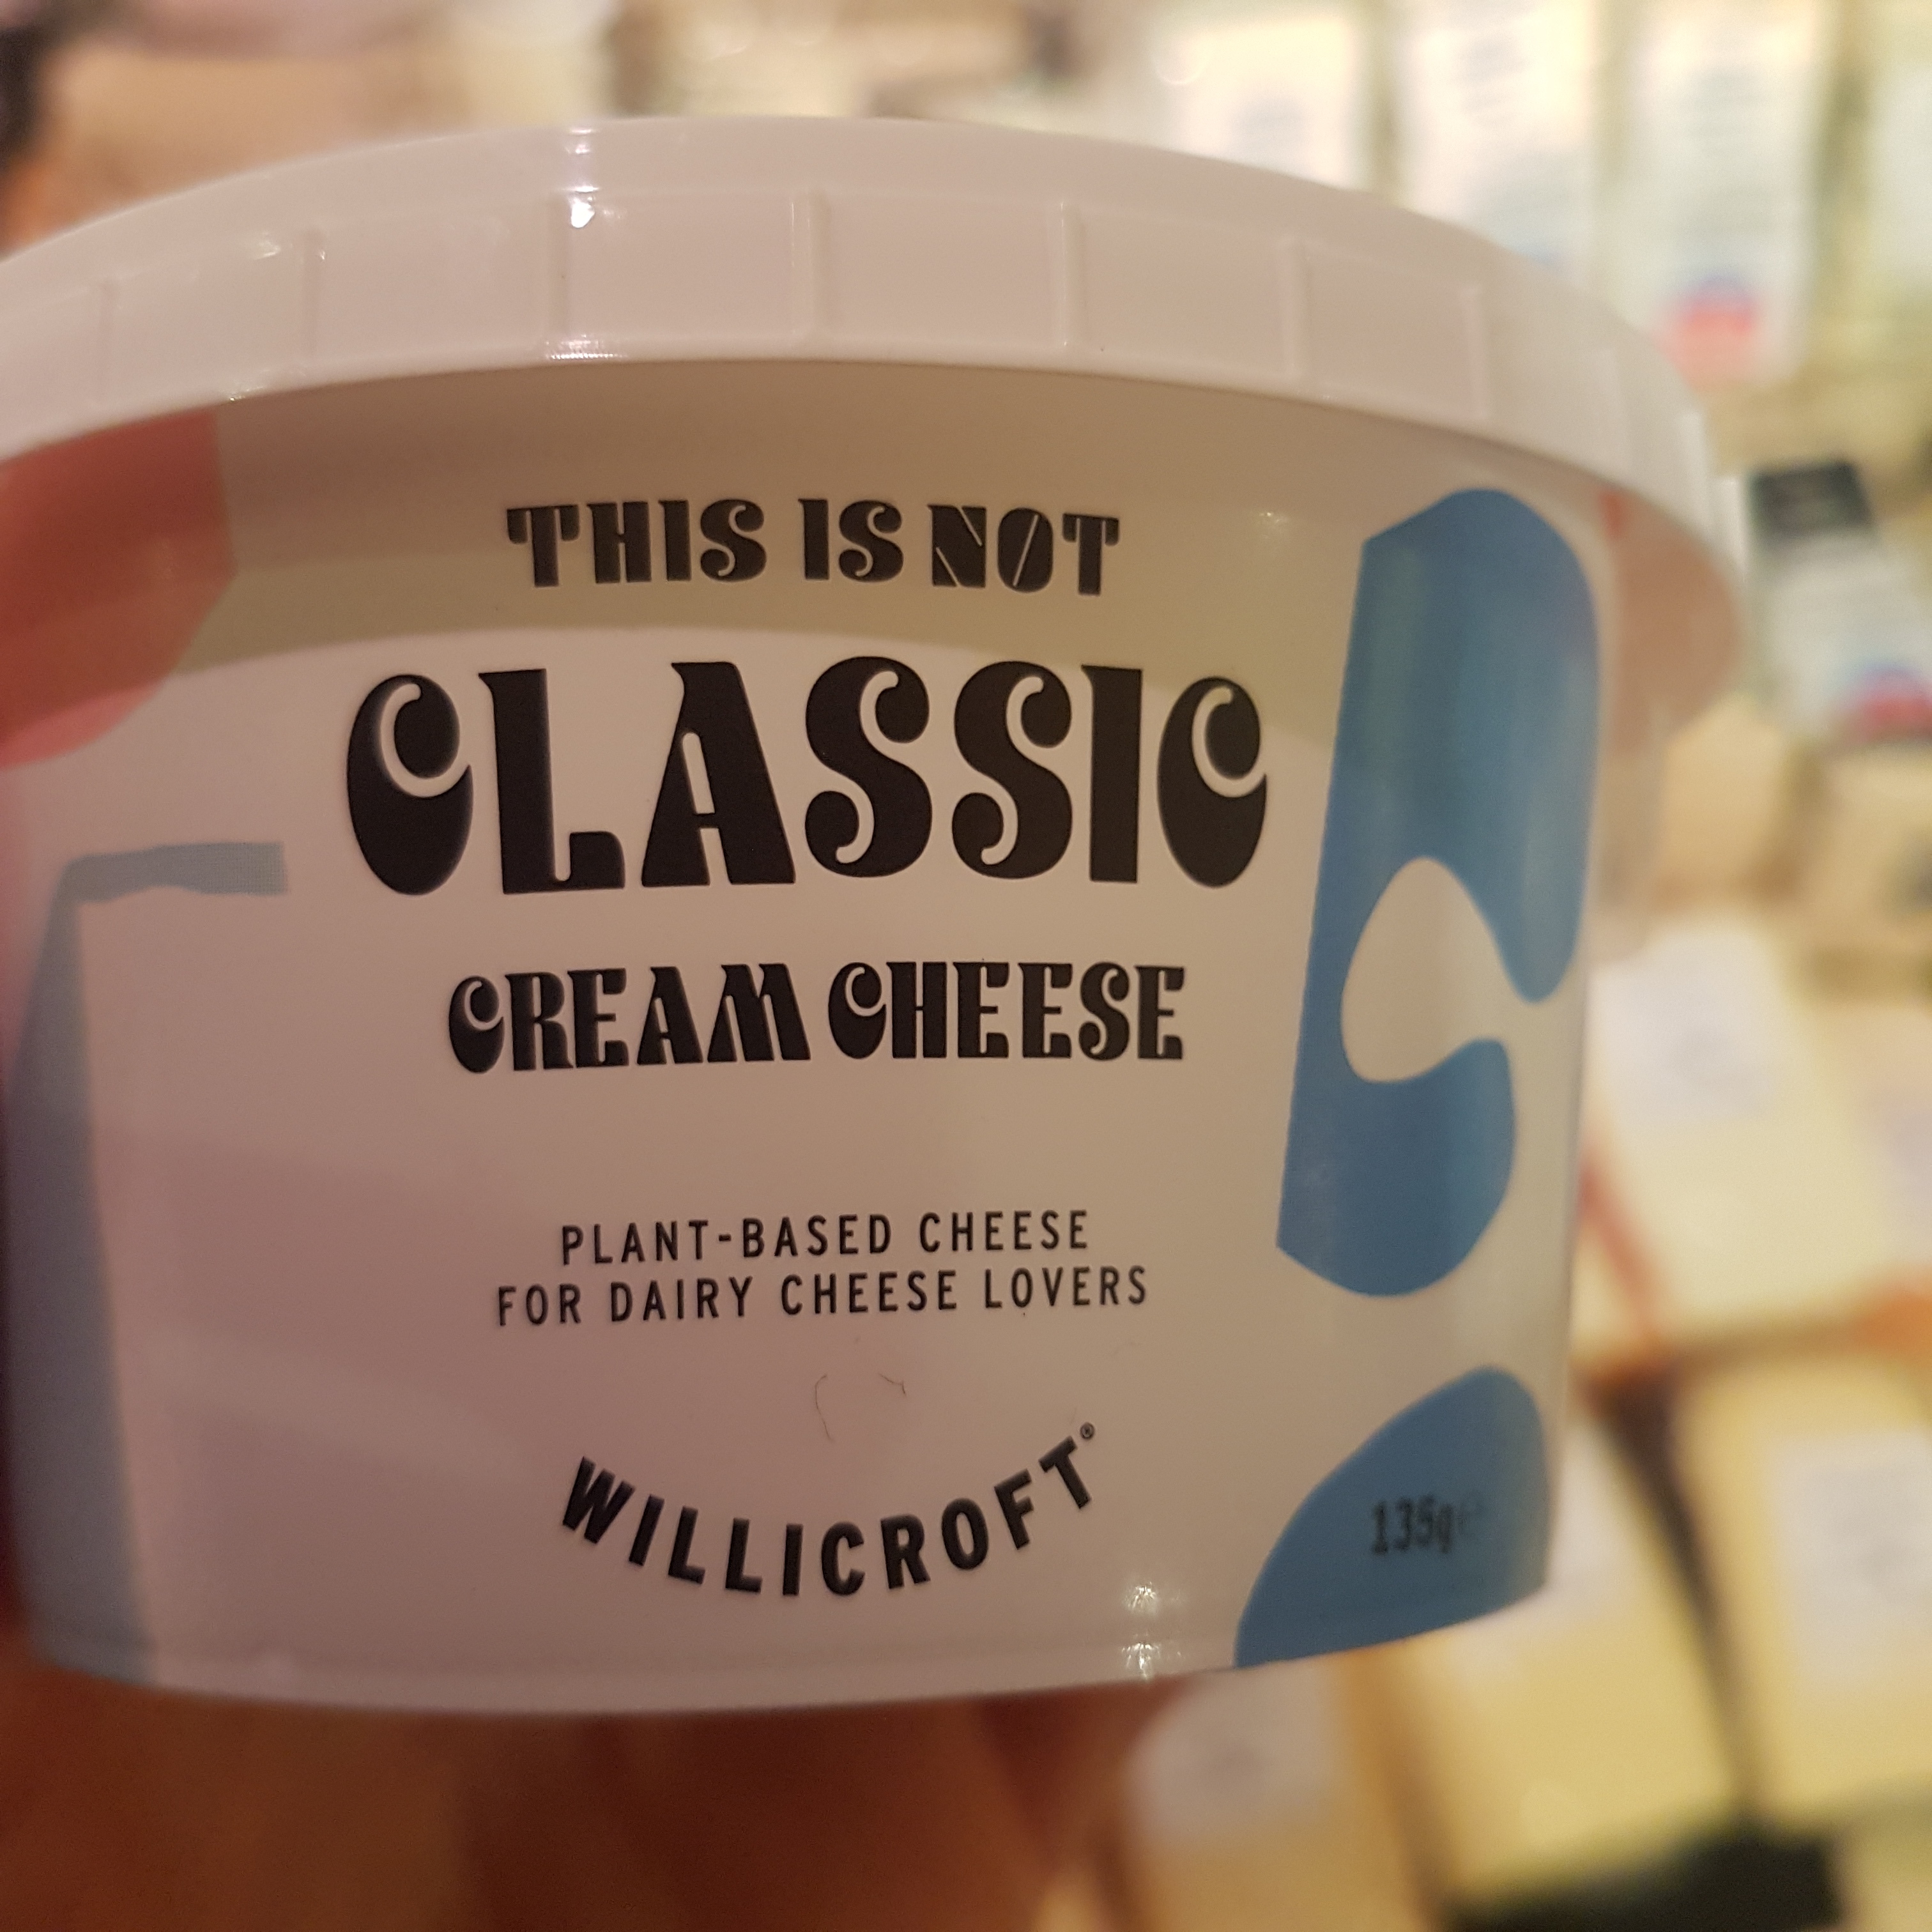 THIS IS NOT
CLASSIC
CREAM CHEESE
PLANT-BASED CHEESE
FOR DAIRY CHEESE LOVERS
WILLICROFT®
135g e